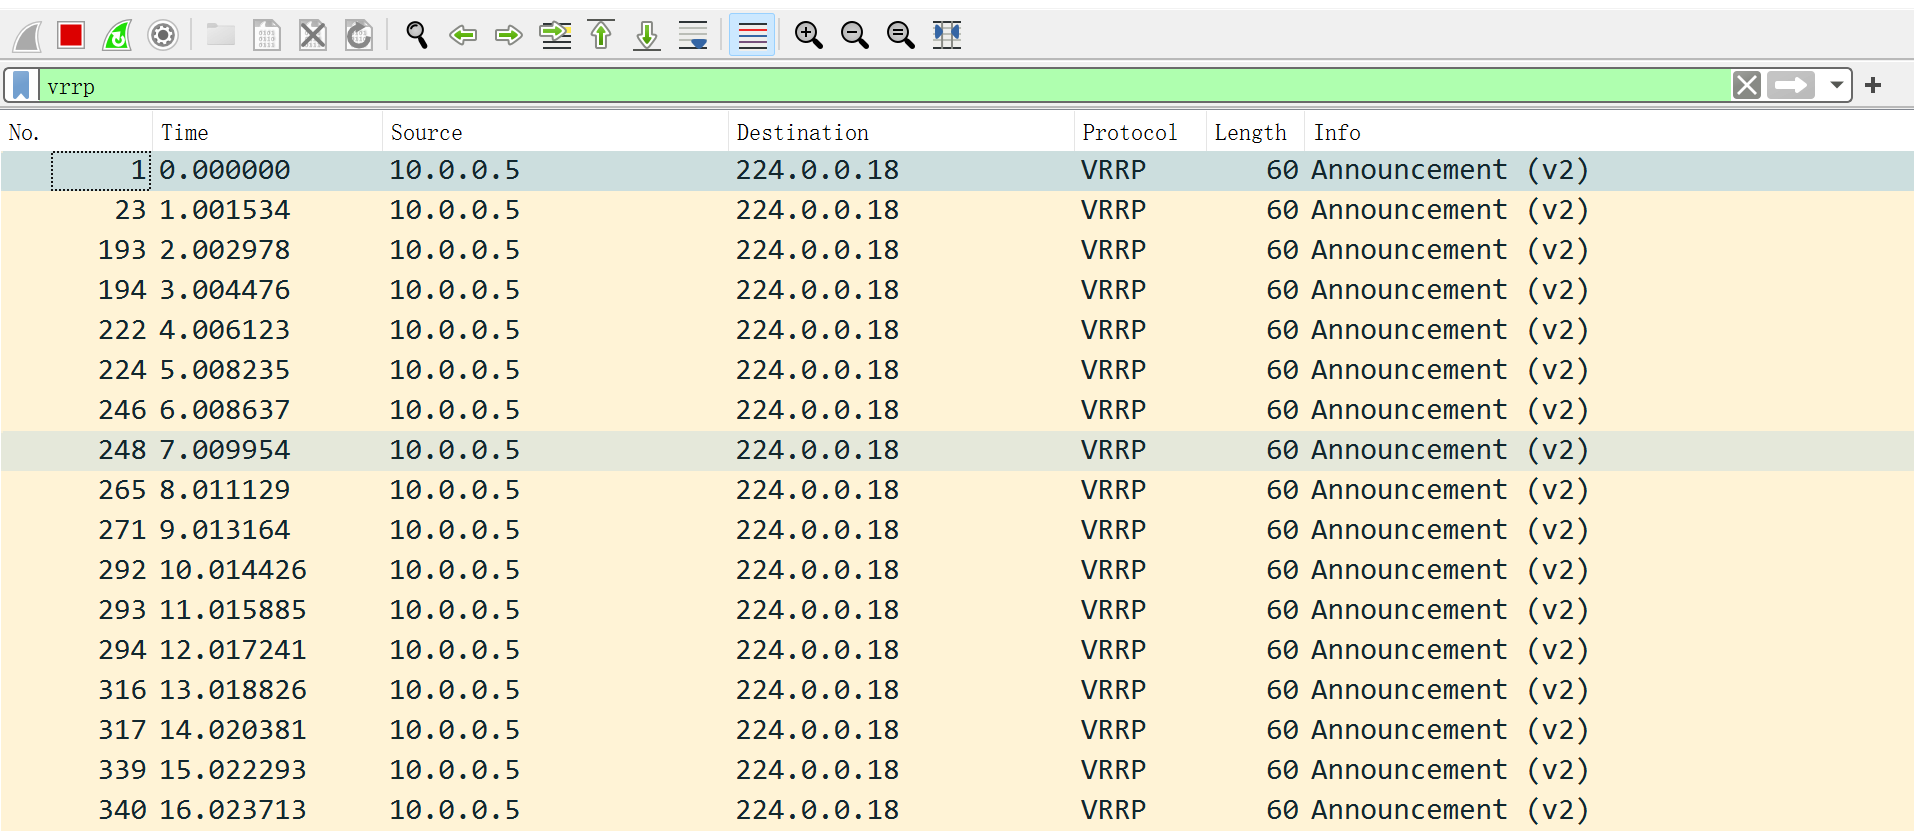 vrrp
No. Time Source Destination Protocol Length Info
1 0.000000 10.0.0.5 224.0.0.18 VRRP 60 Announcement (v2)
23 1.001534 10.0.0.5 224.0.0.18 VRRP 60 Announcement (v2)
193 2.002978 10.0.0.5 224.0.0.18 VRRP 60 Announcement (v2)
194 3.004476 10.0.0.5 224.0.0.18 VRRP 60 Announcement (v2)
222 4.006123 10.0.0.5 224.0.0.18 VRRP 60 Announcement (v2)
224 5.008235 10.0.0.5 224.0.0.18 VRRP 60 Announcement (v2)
246 6.008637 10.0.0.5 224.0.0.18 VRRP 60 Announcement (v2)
248 7.009954 10.0.0.5 224.0.0.18 VRRP 60 Announcement (v2)
265 8.011129 10.0.0.5 224.0.0.18 VRRP 60 Announcement (v2)
271 9.013164 10.0.0.5 224.0.0.18 VRRP 60 Announcement (v2)
292 10.014426 10.0.0.5 224.0.0.18 VRRP 60 Announcement (v2)
293 11.015885 10.0.0.5 224.0.0.18 VRRP 60 Announcement (v2)
294 12.017241 10.0.0.5 224.0.0.18 VRRP 60 Announcement (v2)
316 13.018826 10.0.0.5 224.0.0.18 VRRP 60 Announcement (v2)
317 14.020381 10.0.0.5 224.0.0.18 VRRP 60 Announcement (v2)
339 15.022293 10.0.0.5 224.0.0.18 VRRP 60 Announcement (v2)
340 16.023713 10.0.0.5 224.0.0.18 VRRP 60 Announcement (v2)